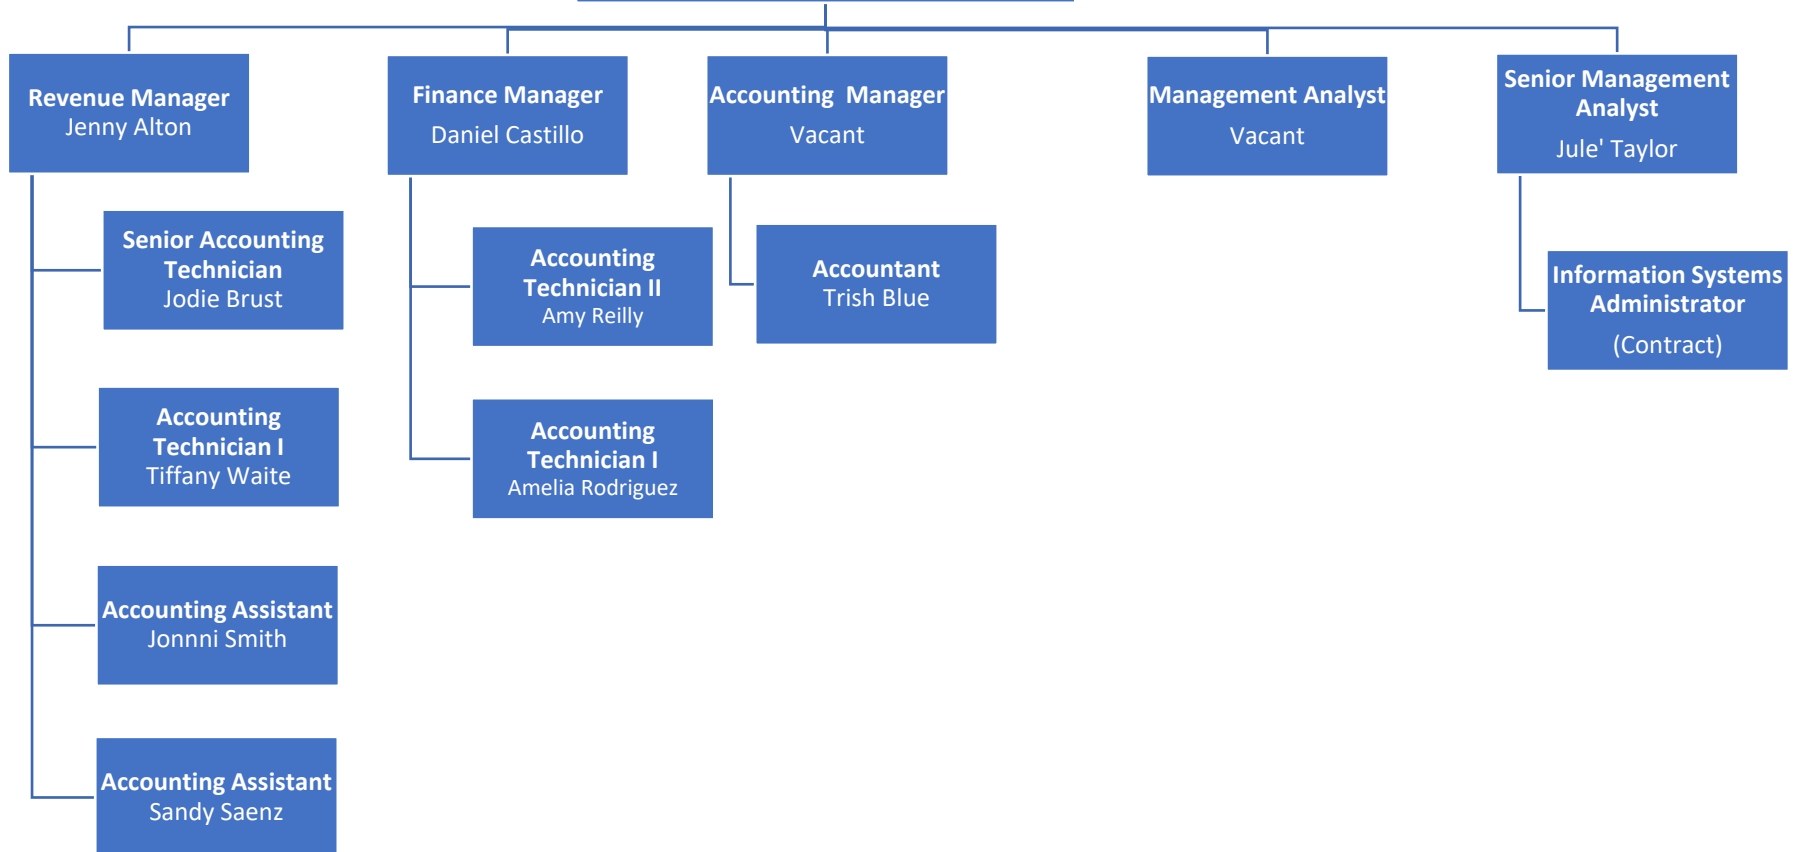 Revenue Manager
Jenny Alton
Finance Manager
Daniel Castillo
Accounting Manager
Vacant
Management Analyst
Vacant
Senior Management
Analyst
Jule' Taylor
Senior Accounting
Technician
Jodie Brust
Accounting
Technician I
Tiffany Waite
Accounting Assistant
Jonnni Smith
Accounting Assistant
Sandy Saenz
Accounting
Technician II
Amy Reilly
Accounting
Technician I
Amelia Rodriguez
Accountant
Trish Blue
Information Systems
Administrator
(Contract)